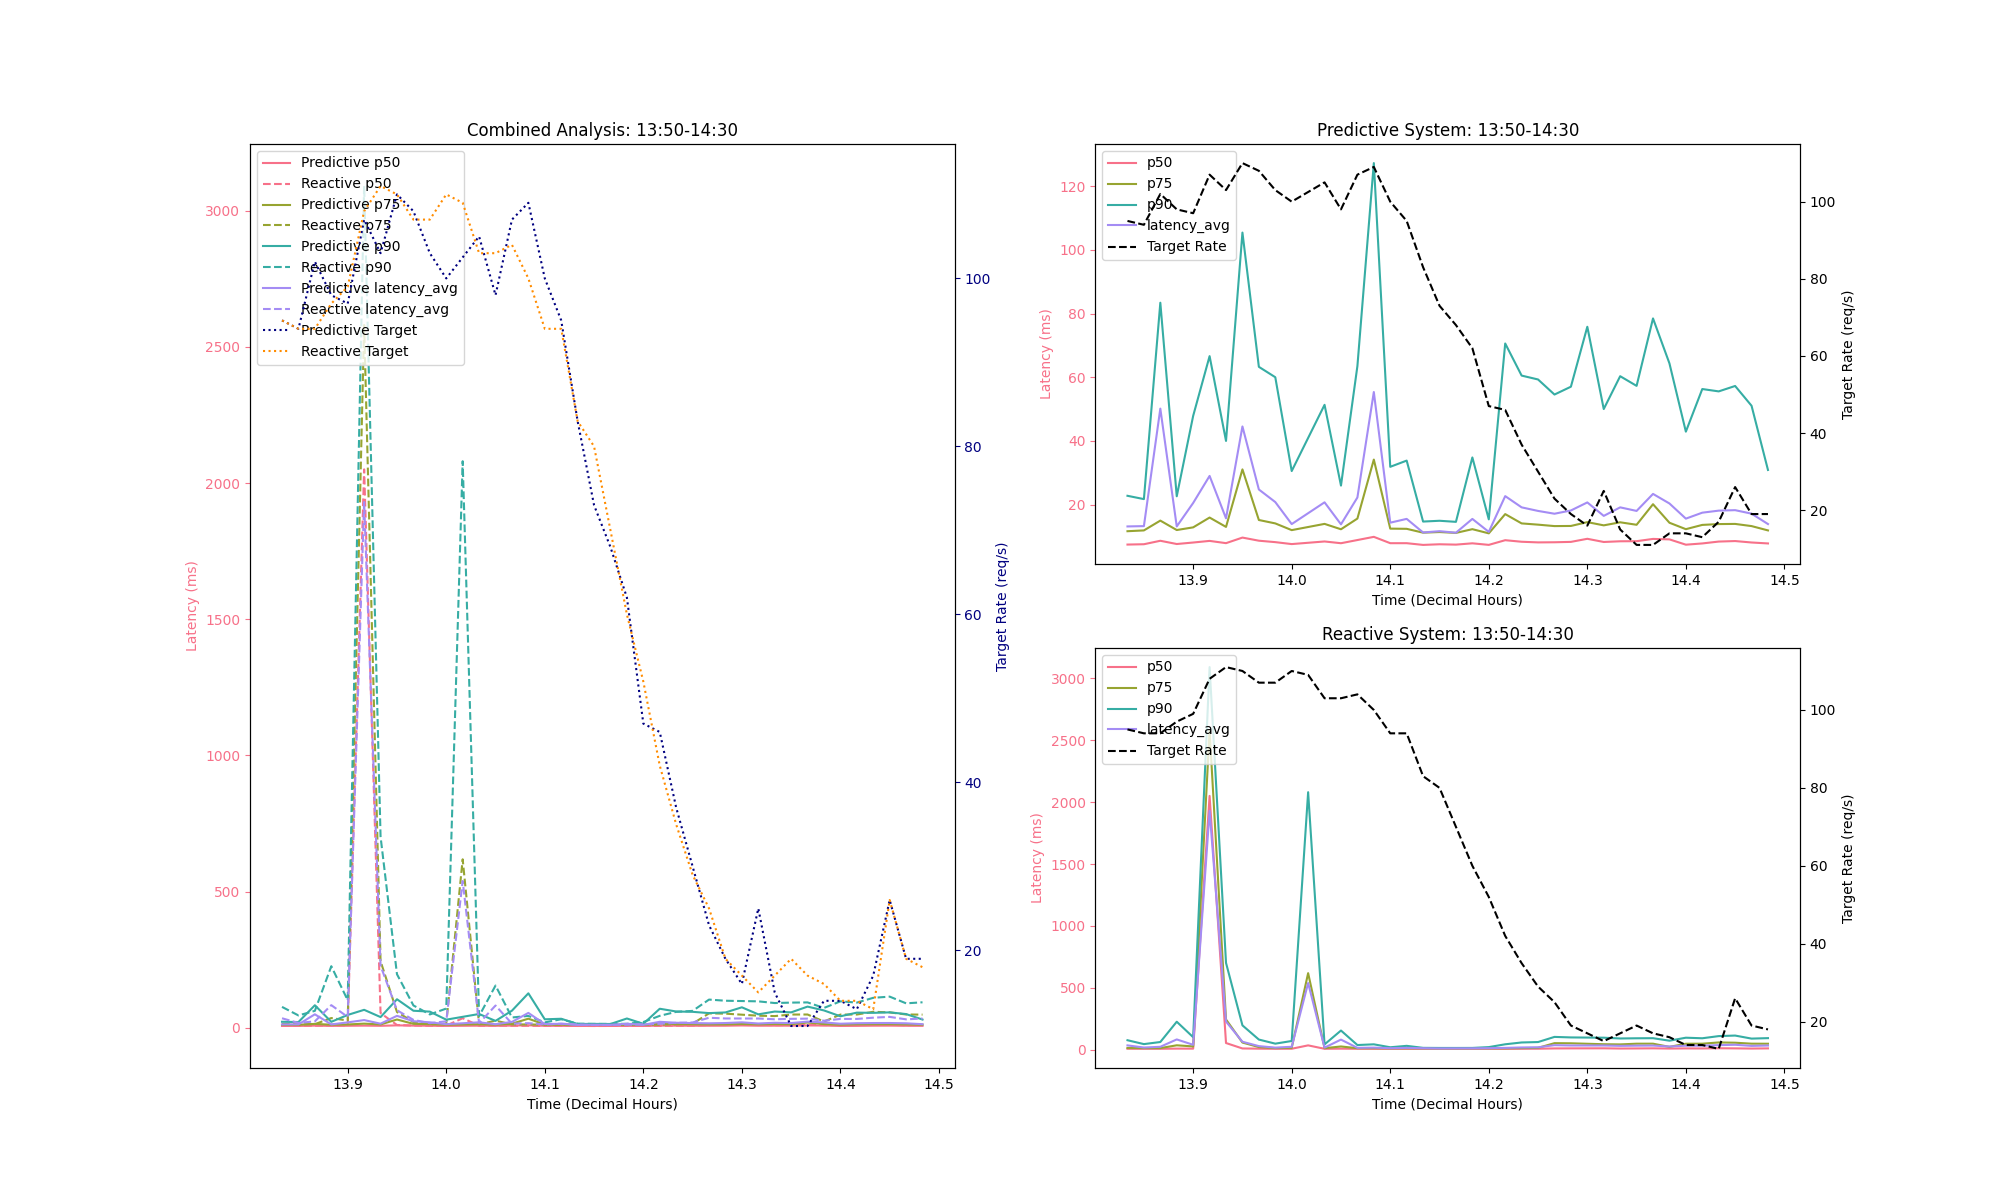 Combined Analysis: 13:50-14:30
Predictive p50
Reactive p50
Predictive p75
Reactive p75
Predictive p90
Reactive p90
Predictive latency_avg
Reactive latency_avg
Predictive Target
Reactive Target
3000
2500
2000
1500
1000
500
0
Latency (ms)
100
80
60
40
20
Target Rate (req/s)
13.9 14.0 14.1 14.2 14.3 14.4 14.5
Time (Decimal Hours)
Predictive System: 13:50-14:30
p50
p75
p90
latency_avg
Target Rate
120
100
80
60
40
20
Latency (ms)
100
80
60
40
20
Target Rate (req/s)
13.9 14.0 14.1 14.2 14.3 14.4 14.5
Time (Decimal Hours)
Reactive System: 13:50-14:30
p50
p75
p90
latency_avg
Target Rate
3000
2500
2000
1500
1000
500
0
Latency (ms)
100
80
60
40
20
Target Rate (req/s)
13.9 14.0 14.1 14.2 14.3 14.4 14.5
Time (Decimal Hours)